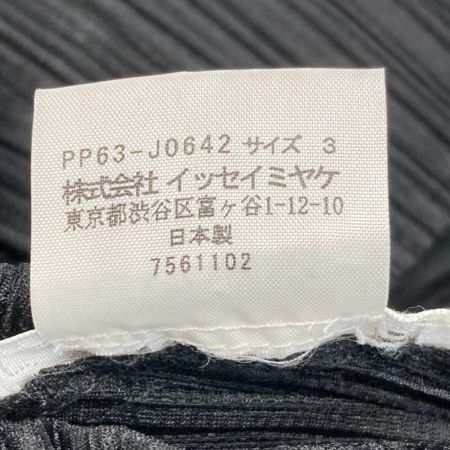 PP63-J0642 サイズ 3
株式会社 イッセイミヤケ
東京都渋谷区富ヶ谷1-12-10
日本製
7561102